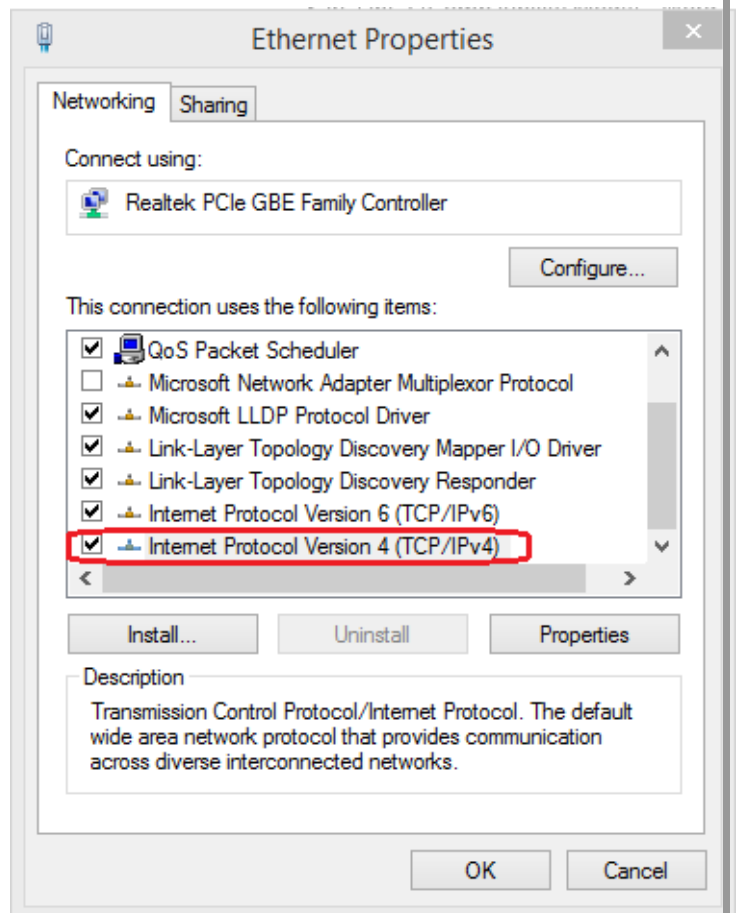 Ethernet Properties
Networking
Sharing
Connect using:
Realtek PCIe GBE Family Controller
Configure...
This connection uses the following items:
QoS Packet Scheduler
Microsoft Network Adapter Multiplexor Protocol
Microsoft LLDP Protocol Driver
Link-Layer Topology Discovery Mapper I/O Driver
Link-Layer Topology Discovery Responder
Internet Protocol Version 6 (TCP/IPv6)
Internet Protocol Version 4 (TCP/IPv4)
Install...
Uninstall
Properties
Description
Transmission Control Protocol/Internet Protocol. The default
wide area network protocol that provides communication
across diverse interconnected networks.
OK
Cancel